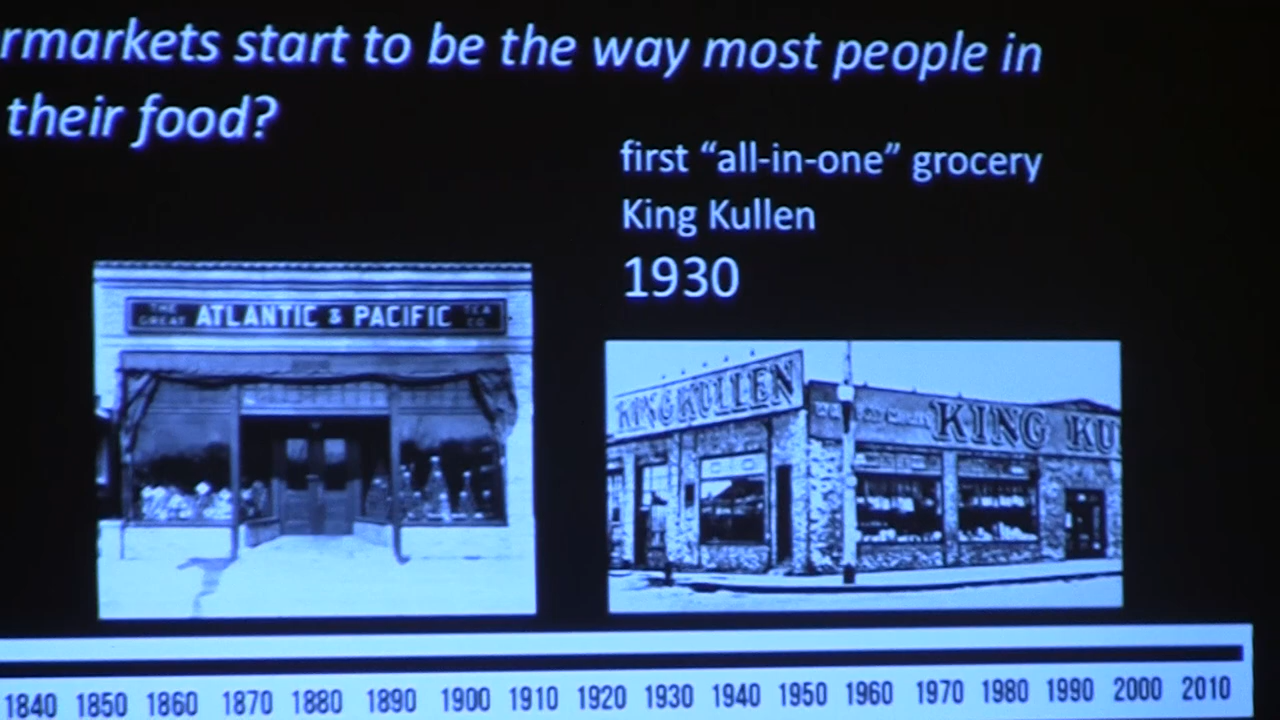 rmarkets start to be the way most people in
their food?
first “all-in-one” grocery
King Kullen
1930
THE GREAT ATLANTIC & PACIFIC TEA CO
KING KULLEN
KING KU
1840 1850 1860 1870 1880 1890 1900 1910 1920 1930 1940 1950 1960 1970 1980 1990 2000 2010